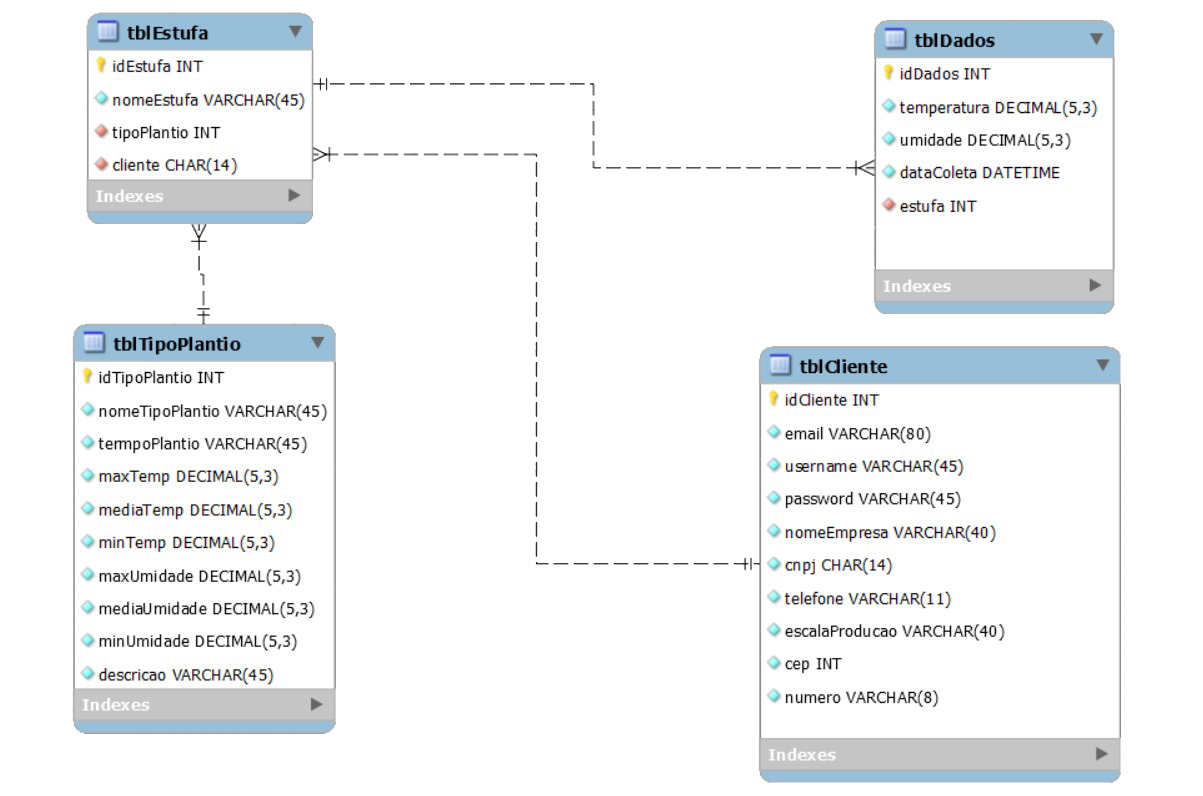 tblEstufa
idEstufa INT
nomeEstufa VARCHAR(45)
tipoPlantio INT
cliente CHAR(14)
Indexes
tblDados
idDados INT
temperatura DECIMAL(5,3)
umidade DECIMAL(5,3)
dataColeta DATETIME
estufa INT
Indexes
tblTipoPlantio
idTipoPlantio INT
nomeTipoPlantio VARCHAR(45)
termpoPlantio VARCHAR(45)
maxTemp DECIMAL(5,3)
mediaTemp DECIMAL(5,3)
minTemp DECIMAL(5,3)
maxUmidade DECIMAL(5,3)
mediaUmidade DECIMAL(5,3)
minUmidade DECIMAL(5,3)
descricao VARCHAR(45)
Indexes
tblCliente
idCliente INT
email VARCHAR(80)
username VARCHAR(45)
password VARCHAR(45)
nomeEmpresa VARCHAR(40)
cnpj CHAR(14)
telefone VARCHAR(11)
escalaProducao VARCHAR(40)
cep INT
numero VARCHAR(8)
Indexes